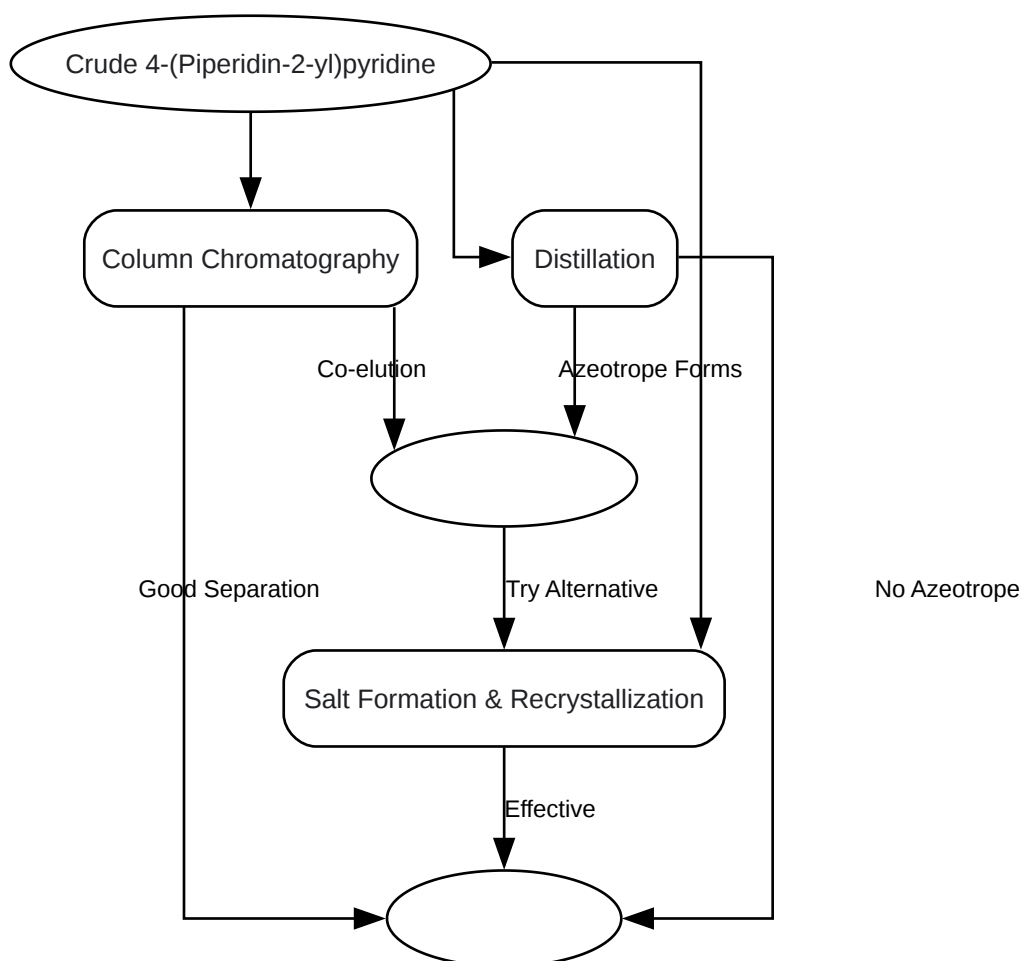 Crude 4-(Piperidin-2-yl)pyridine
Column Chromatography
Distillation
Co-elution
Azeotrope Forms
Good Separation
Try Alternative
No Azeotrope
Salt Formation & Recrystallization
Effective